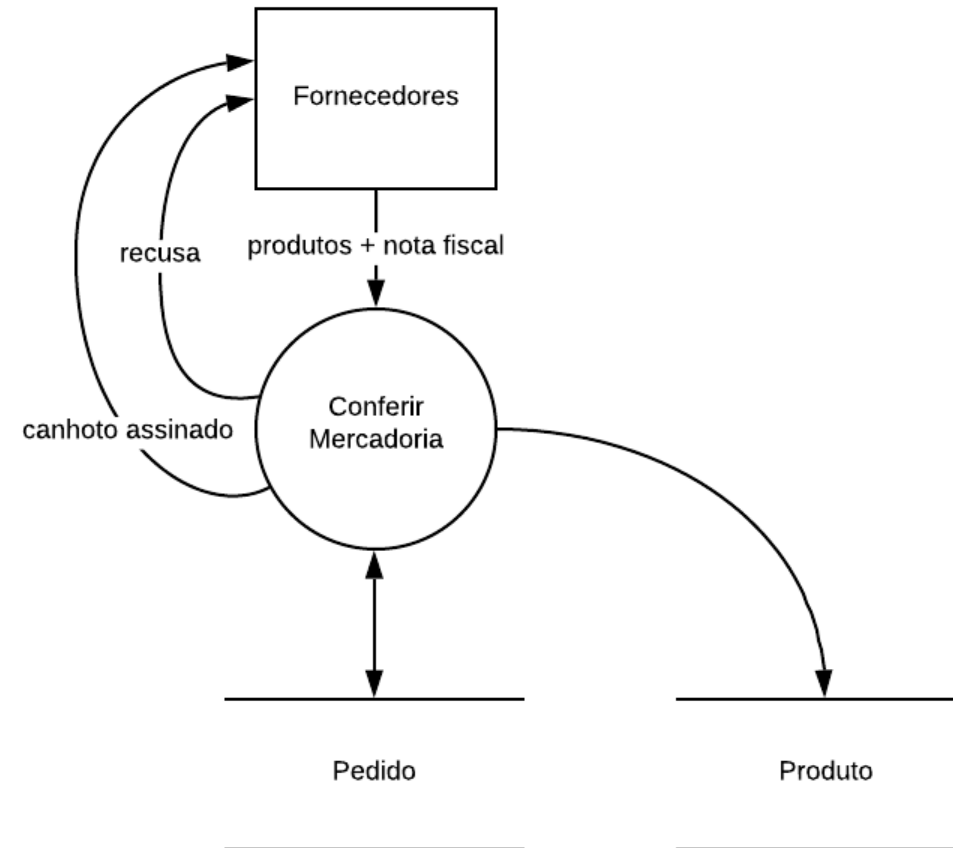 Fornecedores
recusa
produtos + nota fiscal
Conferir
Mercadoria
canhoto assinado
Pedido
Produto